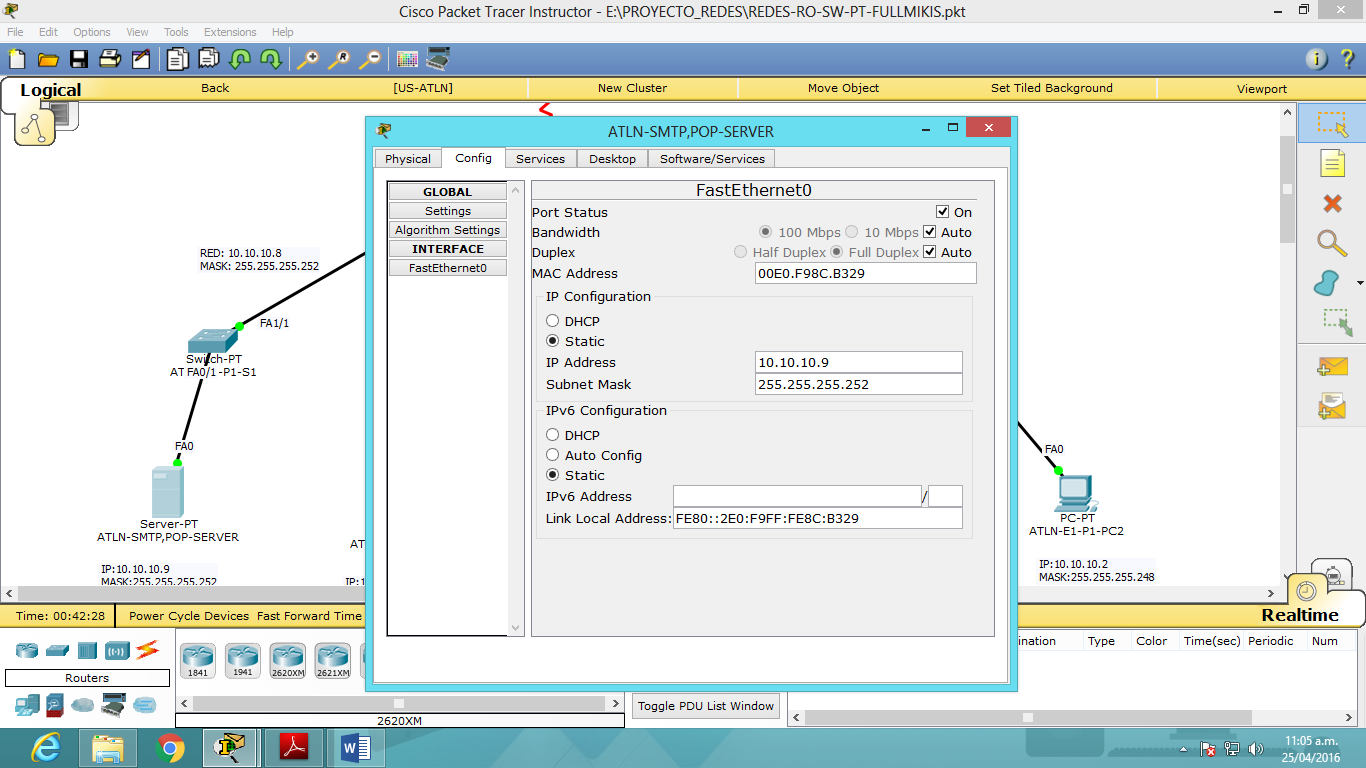 Cisco Packet Tracer Instructor - E:\PROYECTO_REDES\REDES-RO-SW-PT-FULLMIKIS.pkt
File Edit Options View Tools Extensions Help
Logical Back [US-ATLN] New Cluster Move Object Set Tiled Background Viewport
ATLN-SMTP,POP-SERVER
Physical Config Services Desktop Software/Services
GLOBAL
Settings
Algorithm Settings
INTERFACE
FastEthernet0
FastEthernet0
Port Status On
Bandwidth 100 Mbps 10 Mbps Auto
Duplex Half Duplex Full Duplex Auto
MAC Address 00E0.F98C.B329
IP Configuration
DHCP
Static
IP Address 10.10.10.9
Subnet Mask 255.255.255.252
IPv6 Configuration
DHCP
Auto Config
Static
IPv6 Address /
Link Local Address: FE80::2E0:F9FF:FE8C:B329
RED: 10.10.10.8
MASK: 255.255.255.252
FA1/1
Switch-PT
AT FA0/1-P1-S1
FA0
Server-PT
ATLN-SMTP,POP-SERVER
IP:10.10.10.9
MASK:255.255.255.252
AT
IP:1
FA0
PC-PT
ATLN-E1-P1-PC2
IP:10.10.10.2
MASK:255.255.255.248
Time: 00:42:28 Power Cycle Devices Fast Forward Time
Realtime
Routers
1841 1941 2620XM 2621XM
2620XM
Toggle PDU List Window
ination Type Color Time(sec) Periodic Num
11:05 a.m.
25/04/2016